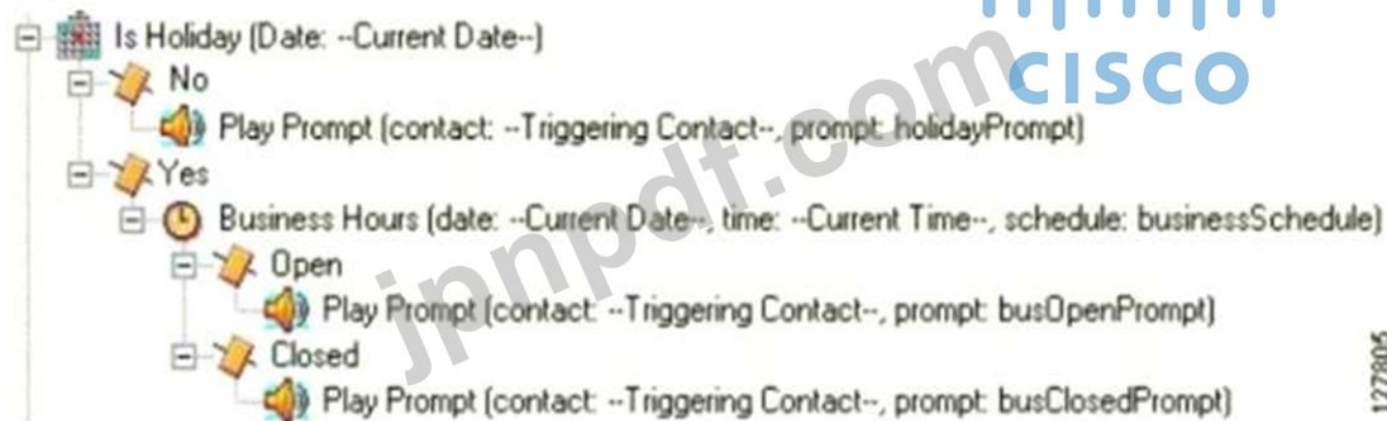 CISCO
Is Holiday (Date: --Current Date--)
No
Play Prompt (contact: --Triggering Contact--, prompt: holidayPrompt)
Yes
Business Hours (date: --Current Date--, time: --Current Time--, schedule: businessSchedule)
Open
Play Prompt (contact: --Triggering Contact--, prompt: busOpenPrompt)
Closed
Play Prompt (contact: --Triggering Contact--, prompt: busClosedPrompt)
127805
jpnpdf.com